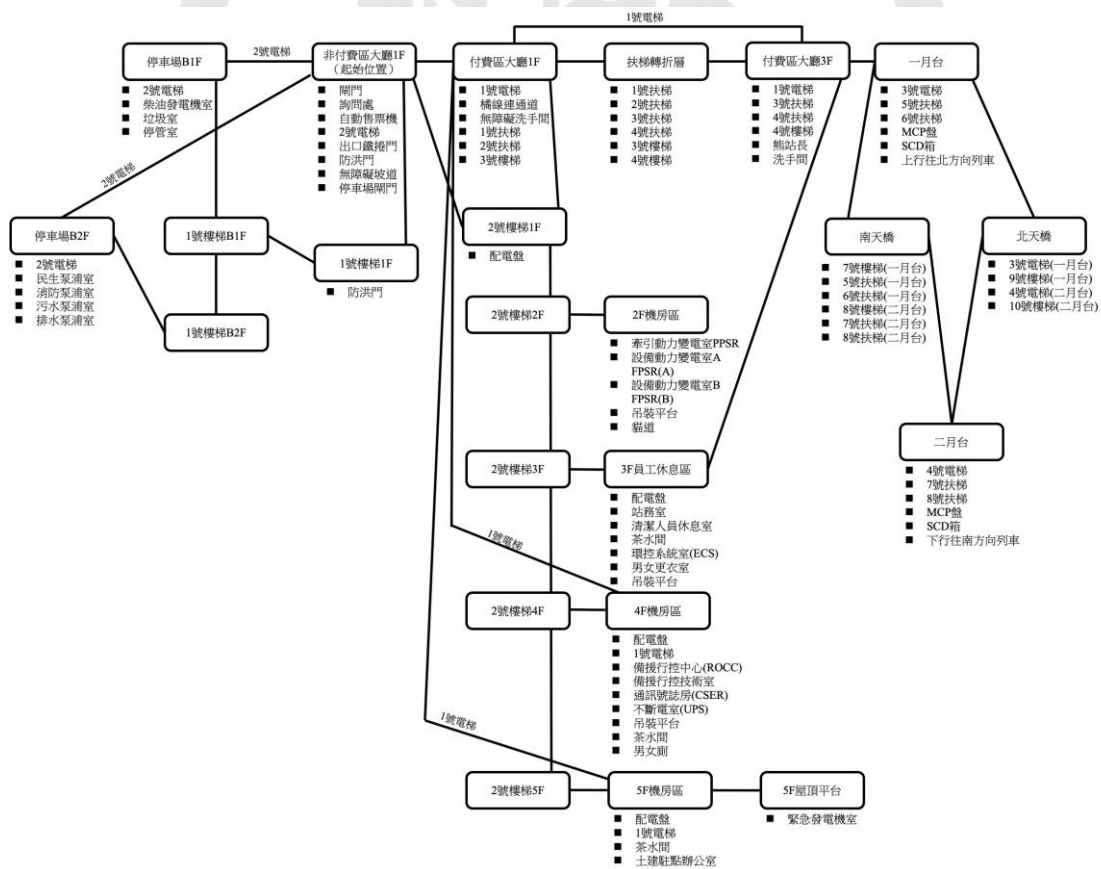 1號電梯
停車場B1F
■ 2號電梯
■ 柴油發電機室
■ 垃圾室
■ 停管室
2號電梯
非付費區大廳1F
（起始位置）
■ 閘門
■ 詢問處
■ 自動售票機
■ 2號電梯
■ 出口鐵捲門
■ 防洪門
■ 無障礙坡道
■ 停車場閘門
付費區大廳1F
■ 1號電梯
■ 橘線連通道
■ 無障礙洗手間
■ 1號扶梯
■ 2號扶梯
■ 3號樓梯
扶梯轉折層
■ 1號扶梯
■ 2號扶梯
■ 3號扶梯
■ 4號扶梯
■ 3號樓梯
■ 4號樓梯
付費區大廳3F
■ 1號電梯
■ 3號扶梯
■ 4號扶梯
■ 4號樓梯
■ 熊站長
■ 洗手間
一月台
■ 3號電梯
■ 5號扶梯
■ 6號扶梯
■ MCP盤
■ SCD箱
■ 上行往北方向列車
2號電梯
停車場B2F
■ 2號電梯
■ 民生泵浦室
■ 消防泵浦室
■ 污水泵浦室
■ 排水泵浦室
1號樓梯B1F
1號樓梯B2F
1號樓梯1F
■ 防洪門
2號樓梯1F
■ 配電盤
南天橋
■ 7號樓梯(一月台)
■ 5號扶梯(一月台)
■ 6號扶梯(一月台)
■ 8號樓梯(二月台)
■ 7號扶梯(二月台)
■ 8號扶梯(二月台)
北天橋
■ 3號電梯(一月台)
■ 9號樓梯(一月台)
■ 4號電梯(二月台)
■ 10號樓梯(二月台)
2號樓梯2F
2F機房區
■ 牽引動力變電室PPSR
■ 設備動力變電室A
FPSR(A)
■ 設備動力變電室B
FPSR(B)
■ 吊裝平台
■ 貓道
二月台
■ 4號電梯
■ 7號扶梯
■ 8號扶梯
■ MCP盤
■ SCD箱
■ 下行往南方向列車
2號樓梯3F
3F員工休息區
■ 配電盤
■ 站務室
■ 清潔人員休息室
■ 茶水間
■ 環控系統室(ECS)
■ 男女更衣室
■ 吊裝平台
1號電梯
2號樓梯4F
4F機房區
■ 配電盤
■ 1號電梯
■ 備援行控中心(ROCC)
■ 備援行控技術室
■ 通訊號誌房(CSER)
■ 不斷電室(UPS)
■ 吊裝平台
■ 茶水間
■ 男女廁
1號電梯
2號樓梯5F
5F機房區
■ 配電盤
■ 1號電梯
■ 茶水間
■ 土建駐點辦公室
5F屋頂平台
■ 緊急發電機室